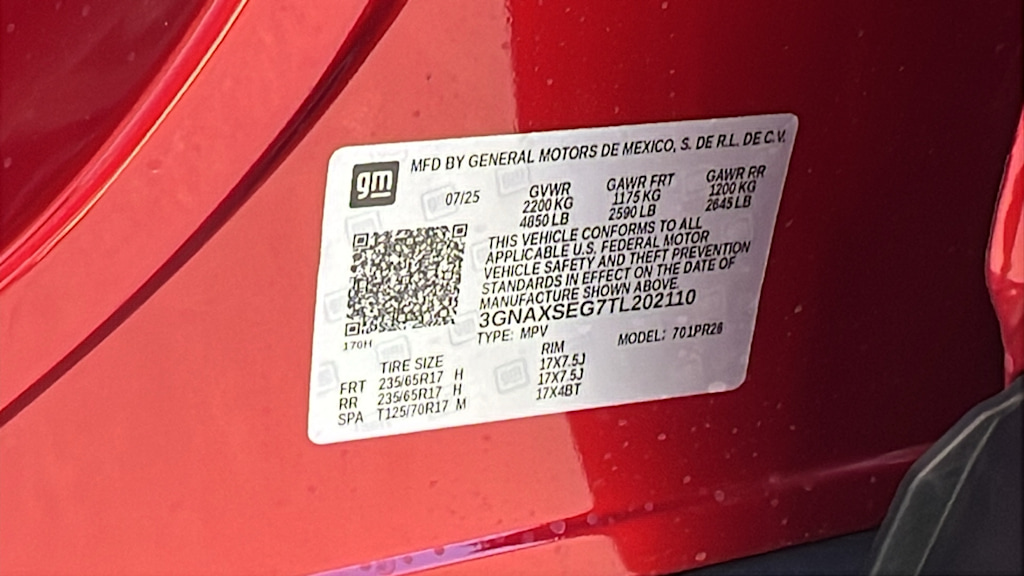 MFD BY GENERAL MOTORS DE MEXICO, S. DE R.L. DE C.V.
gm
07/25 GVWR GAWR FRT GAWR RR
2200 KG 1175 KG 1200 KG
4850 LB 2590 LB 2645 LB
THIS VEHICLE CONFORMS TO ALL
APPLICABLE U.S. FEDERAL MOTOR
VEHICLE SAFETY AND THEFT PREVENTION
STANDARDS IN EFFECT ON THE DATE OF
MANUFACTURE SHOWN ABOVE.
3GNAXSEG7TL202110
TYPE: MPV MODEL: 701PR26
170H
TIRE SIZE RIM
FRT 235/65R17 H 17X7.5J
RR 235/65R17 H 17X7.5J
SPA T125/70R17 M 17X4BT